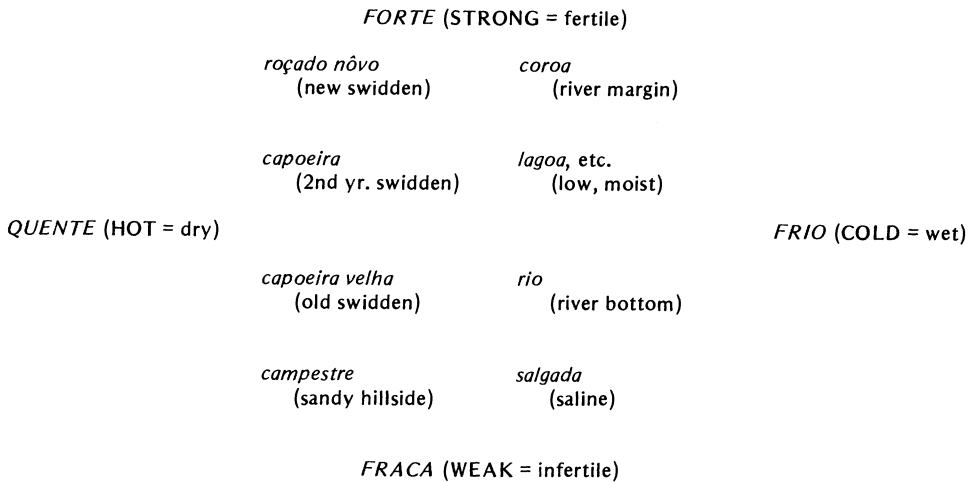 FORTE (STRONG = fertile)
roçado nôvo coroa
(new swidden) (river margin)
capoeira lagoa, etc.
(2nd yr. swidden) (low, moist)
QUENTE (HOT = dry) FRIO (COLD = wet)
capoeira velha rio
(old swidden) (river bottom)
campestre salgada
(sandy hillside) (saline)
FRACA (WEAK = infertile)